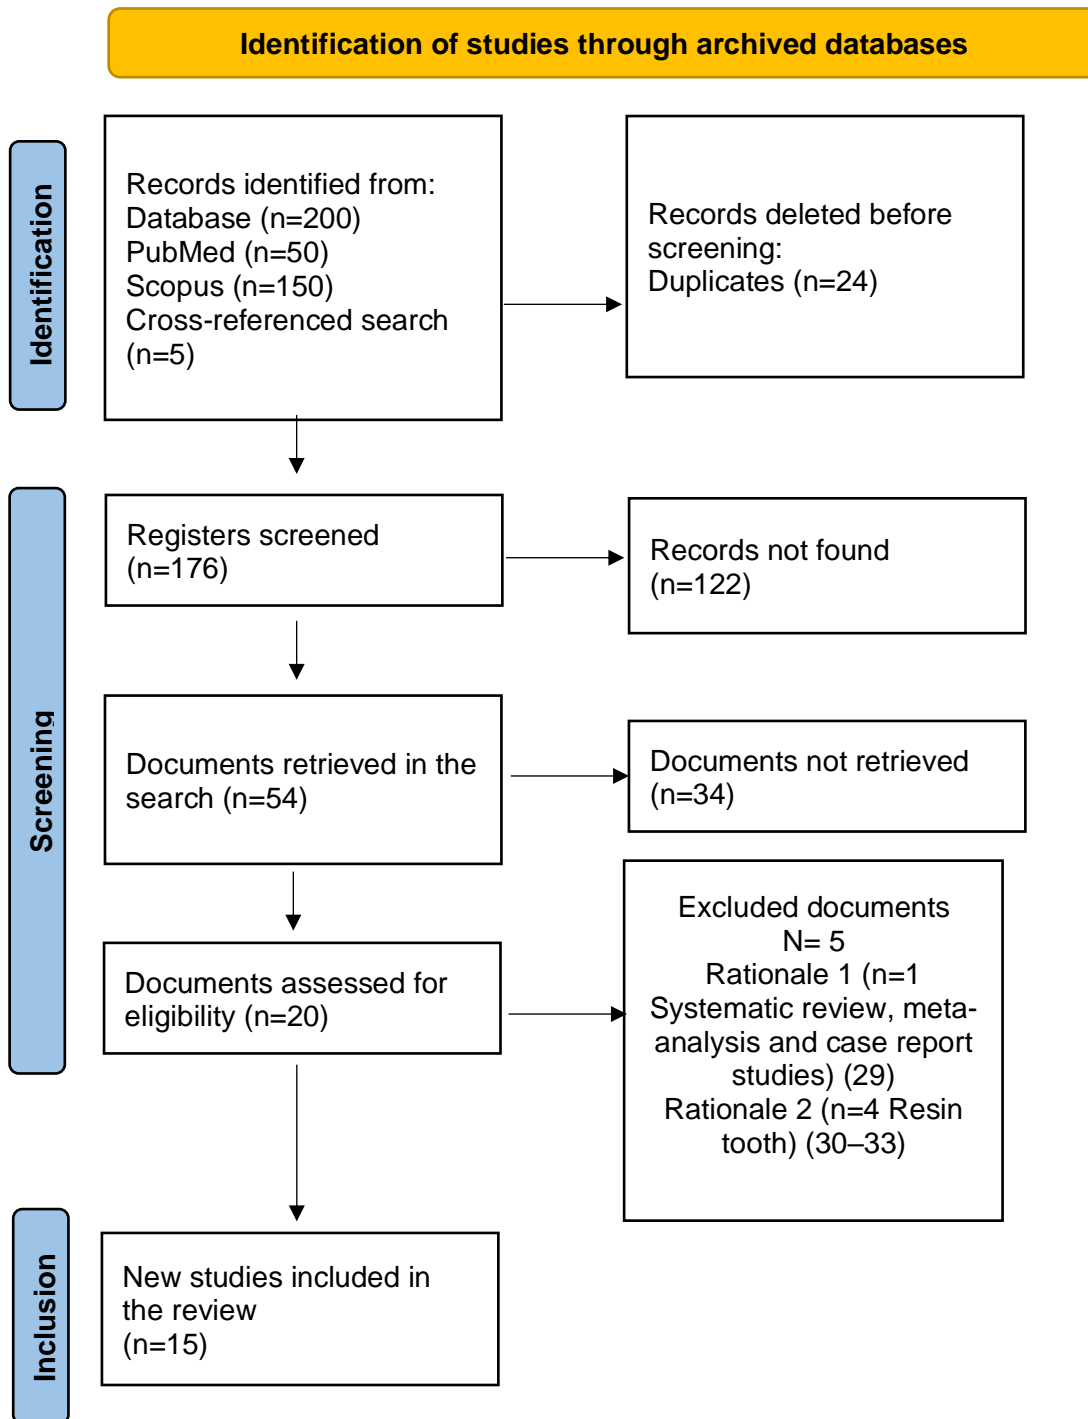 Identification of studies through archived databases
Identification
Records identified from:
Database (n=200)
PubMed (n=50)
Scopus (n=150)
Cross-referenced search
(n=5)
Records deleted before
screening:
Duplicates (n=24)
Screening
Registers screened
(n=176)
Records not found
(n=122)
Documents retrieved in the
search (n=54)
Documents not retrieved
(n=34)
Documents assessed for
eligibility (n=20)
Excluded documents
N= 5
Rationale 1 (n=1
Systematic review, meta-
analysis and case report
studies) (29)
Rationale 2 (n=4 Resin
tooth) (30–33)
Inclusion
New studies included in
the review
(n=15)